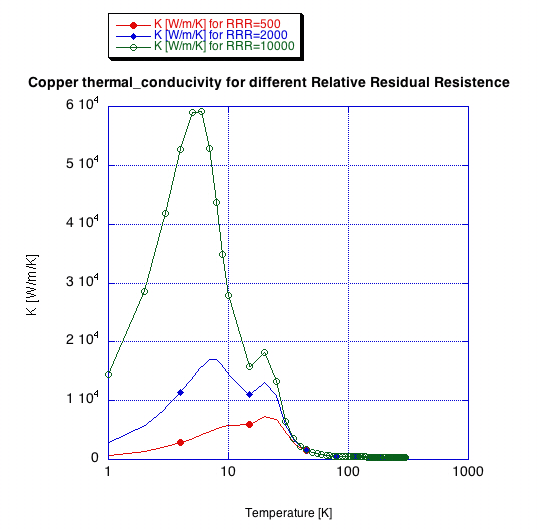 K [W/m/K] for RRR=500
K [W/m/K] for RRR=2000
K [W/m/K] for RRR=10000
Copper thermal_conducivity for different Relative Residual Resistence
6 10⁴
5 10⁴
4 10⁴
3 10⁴
2 10⁴
1 10⁴
0
K [W/m/K]
1 10 100 1000
Temperature [K]